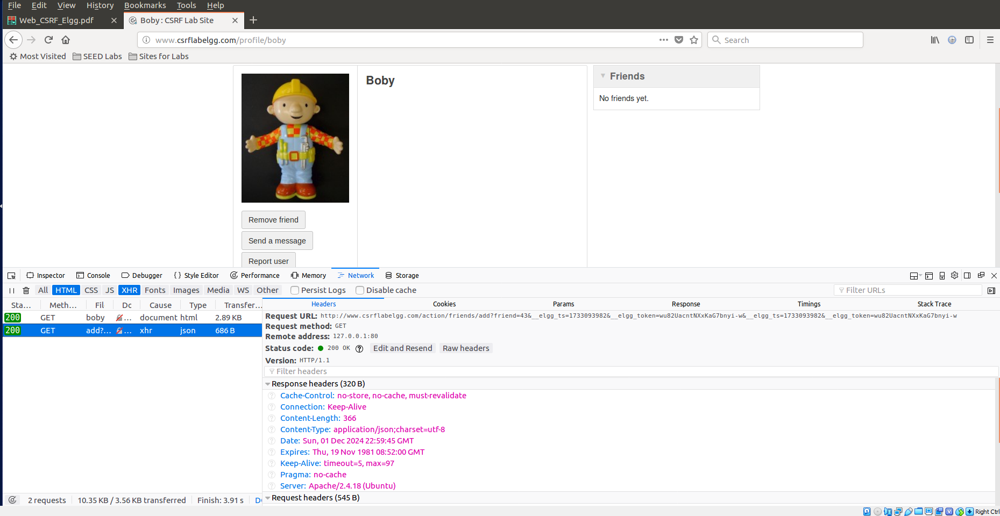 File Edit View History Bookmarks Tools Help
Web_CSRF_Elgg.pdf Boby : CSRF Lab Site
www.csrflabelgg.com/profile/boby Search
Most Visited SEED Labs Sites for Labs
Boby
Friends
No friends yet.
Remove friend
Send a message
Report user
Inspector Console Debugger Style Editor Performance Memory Network Storage
All HTML CSS JS XHR Fonts Images Media WS Other Persist Logs Disable cache Filter URLs
Sta... Meth... Fil Dc Cause Type Transfer...
200 GET boby ... document html 2.89 KB
200 GET add?... ... xhr json 686 B
Headers Cookies Params Response Timings Stack Trace
Request URL: http://www.csrflabelgg.com/action/friends/add?friend=43&__elgg_ts=1733093982&__elgg_token=wu82UacntNXxKaG7bnyi-w&__elgg_ts=1733093982&__elgg_token=wu82UacntNXxKaG7bnyi-w
Request method: GET
Remote address: 127.0.0.1:80
Status code: 200 OK Edit and Resend Raw headers
Version: HTTP/1.1
Filter headers
Response headers (320 B)
Cache-Control: no-store, no-cache, must-revalidate
Connection: Keep-Alive
Content-Length: 366
Content-Type: application/json;charset=utf-8
Date: Sun, 01 Dec 2024 22:59:45 GMT
Expires: Thu, 19 Nov 1981 08:52:00 GMT
Keep-Alive: timeout=5, max=97
Pragma: no-cache
Server: Apache/2.4.18 (Ubuntu)
Request headers (545 B)
2 requests 10.35 KB / 3.56 KB transferred Finish: 3.91 s
Right Ctrl